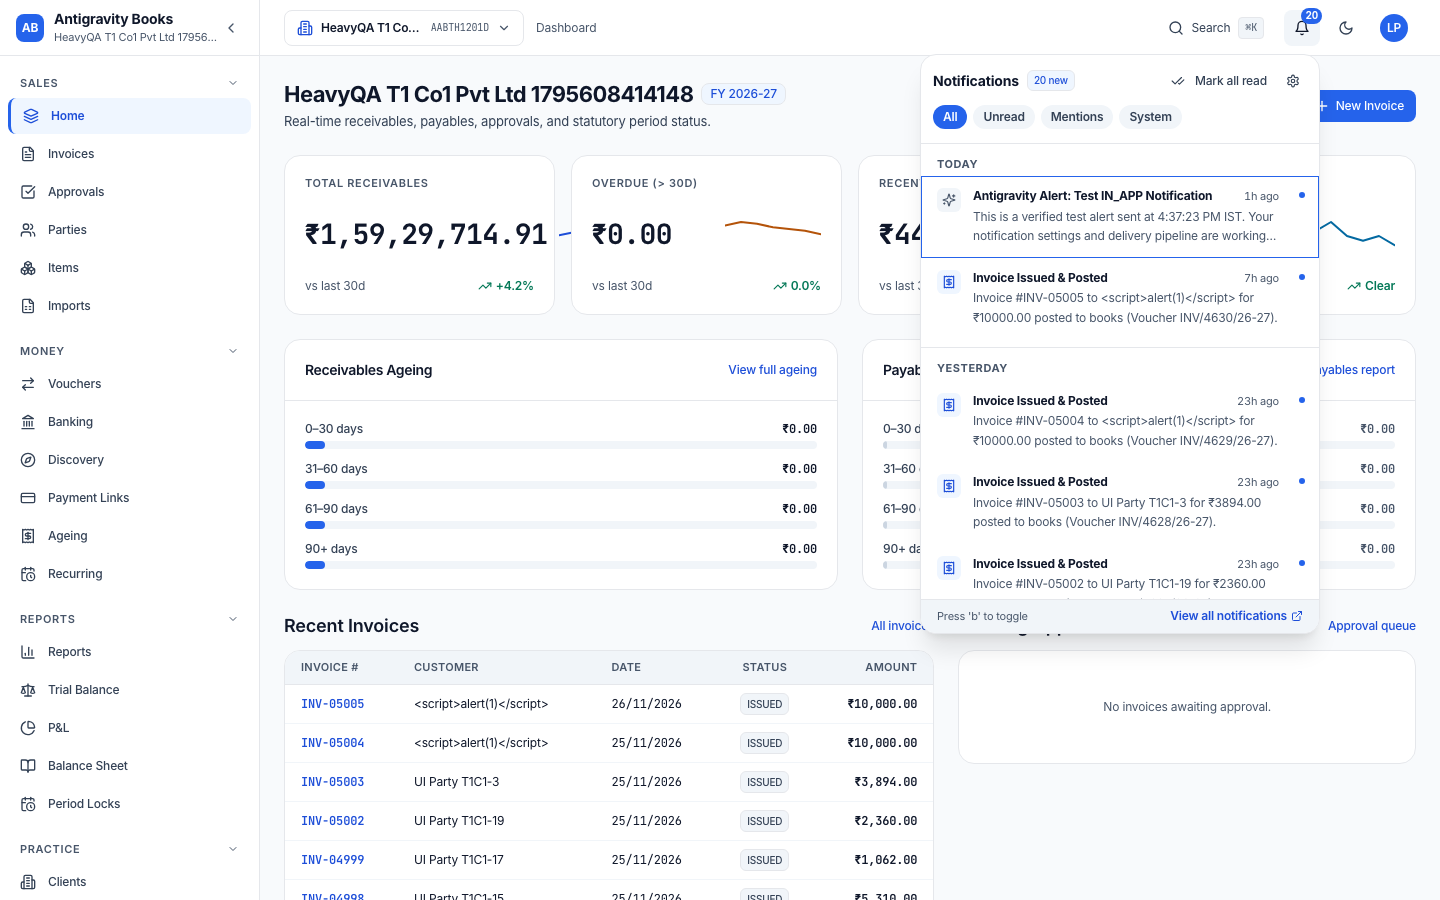 AB
Antigravity Books
HeavyQA T1 Co1 Pvt Ltd 17956...
SALES
Home
Invoices
Approvals
Parties
Items
Imports
MONEY
Vouchers
Banking
Discovery
Payment Links
Ageing
Recurring
REPORTS
Reports
Trial Balance
P&L
Balance Sheet
Period Locks
PRACTICE
Clients
HeavyQA T1 Co... AABTH1201D
Dashboard
Search ⌘K
20
LP
HeavyQA T1 Co1 Pvt Ltd 1795608414148 FY 2026-27
Real-time receivables, payables, approvals, and statutory period status.
New Invoice
TOTAL RECEIVABLES
₹1,59,29,714.91
vs last 30d +4.2%
OVERDUE (> 30D)
₹0.00
vs last 30d 0.0%
RECEN
₹44
vs last 3
Clear
Receivables Ageing View full ageing
0–30 days ₹0.00
31–60 days ₹0.00
61–90 days ₹0.00
90+ days ₹0.00
Payab
ayables report
0–30 d ₹0.00
31–60 ₹0.00
61–90 ₹0.00
90+ da ₹0.00
Notifications 20 new Mark all read
All Unread Mentions System
TODAY
Antigravity Alert: Test IN_APP Notification 1h ago
This is a verified test alert sent at 4:37:23 PM IST. Your
notification settings and delivery pipeline are working...
Invoice Issued & Posted 7h ago
Invoice #INV-05005 to <script>alert(1)</script> for
₹10000.00 posted to books (Voucher INV/4630/26-27).
YESTERDAY
Invoice Issued & Posted 23h ago
Invoice #INV-05004 to <script>alert(1)</script> for
₹10000.00 posted to books (Voucher INV/4629/26-27).
Invoice Issued & Posted 23h ago
Invoice #INV-05003 to UI Party T1C1-3 for ₹3894.00
posted to books (Voucher INV/4628/26-27).
Invoice Issued & Posted 23h ago
Invoice #INV-05002 to UI Party T1C1-19 for ₹2360.00
Press 'b' to toggle View all notifications
Recent Invoices All invoic
INVOICE # CUSTOMER DATE STATUS AMOUNT
INV-05005 <script>alert(1)</script> 26/11/2026 ISSUED ₹10,000.00
INV-05004 <script>alert(1)</script> 25/11/2026 ISSUED ₹10,000.00
INV-05003 UI Party T1C1-3 25/11/2026 ISSUED ₹3,894.00
INV-05002 UI Party T1C1-19 25/11/2026 ISSUED ₹2,360.00
INV-04999 UI Party T1C1-17 25/11/2026 ISSUED ₹1,062.00
INV-04998 UI Party T1C1-15 25/11/2026 ISSUED ₹5,310.00
Approval queue
No invoices awaiting approval.